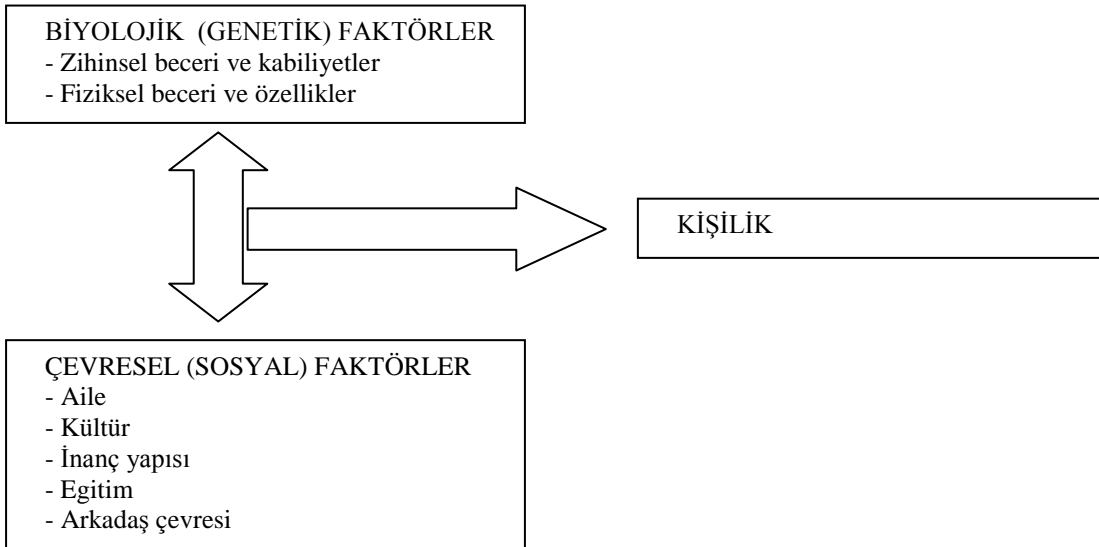 BİYOLOJİK (GENETİK) FAKTÖRLER
- Zihinsel beceri ve kabiliyetler
- Fiziksel beceri ve özellikler
KİŞİLİK
ÇEVRESEL (SOSYAL) FAKTÖRLER
- Aile
- Kültür
- İnanç yapısı
- Egitim
- Arkadaş çevresi